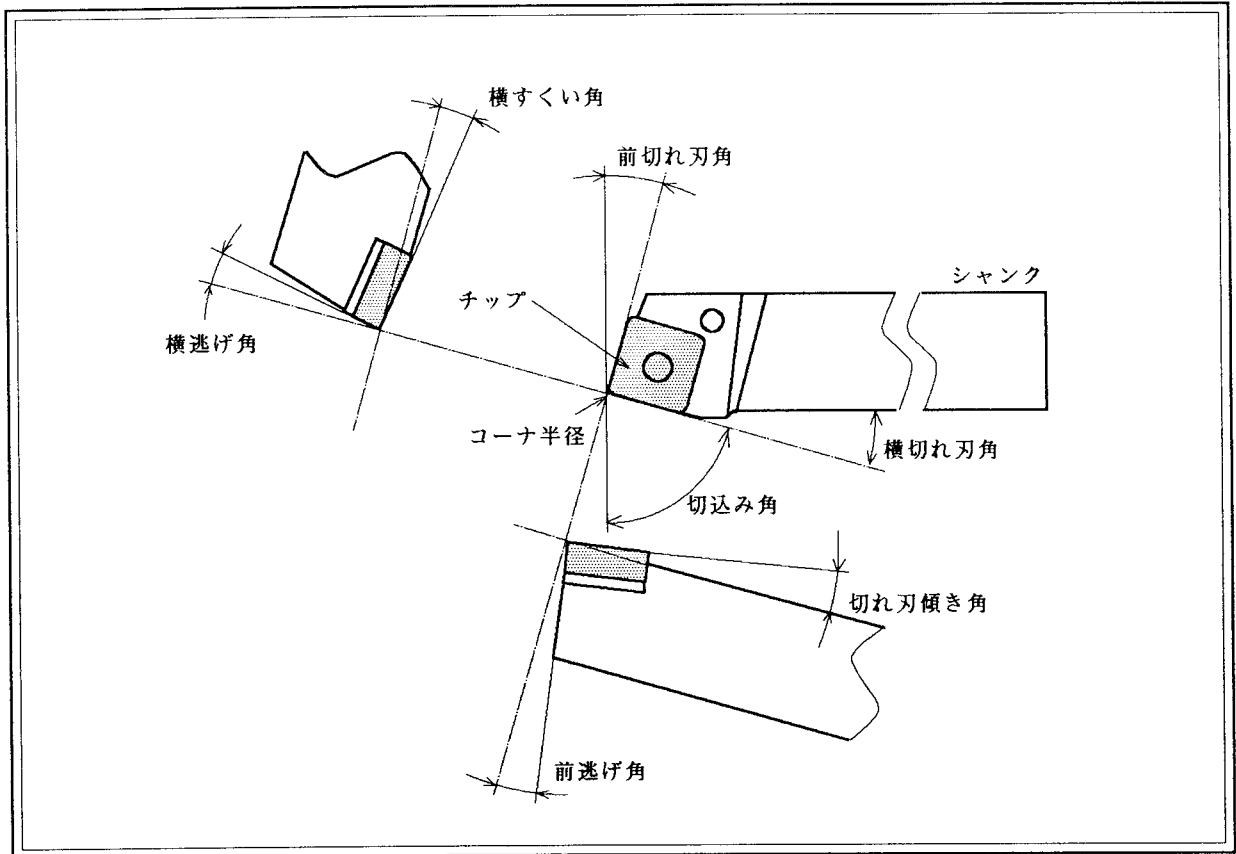 横すくい角
前切れ刃角
シャンク
チップ
横逃げ角
コーナ半径
横切れ刃角
切込み角
切れ刃傾き角
前逃げ角